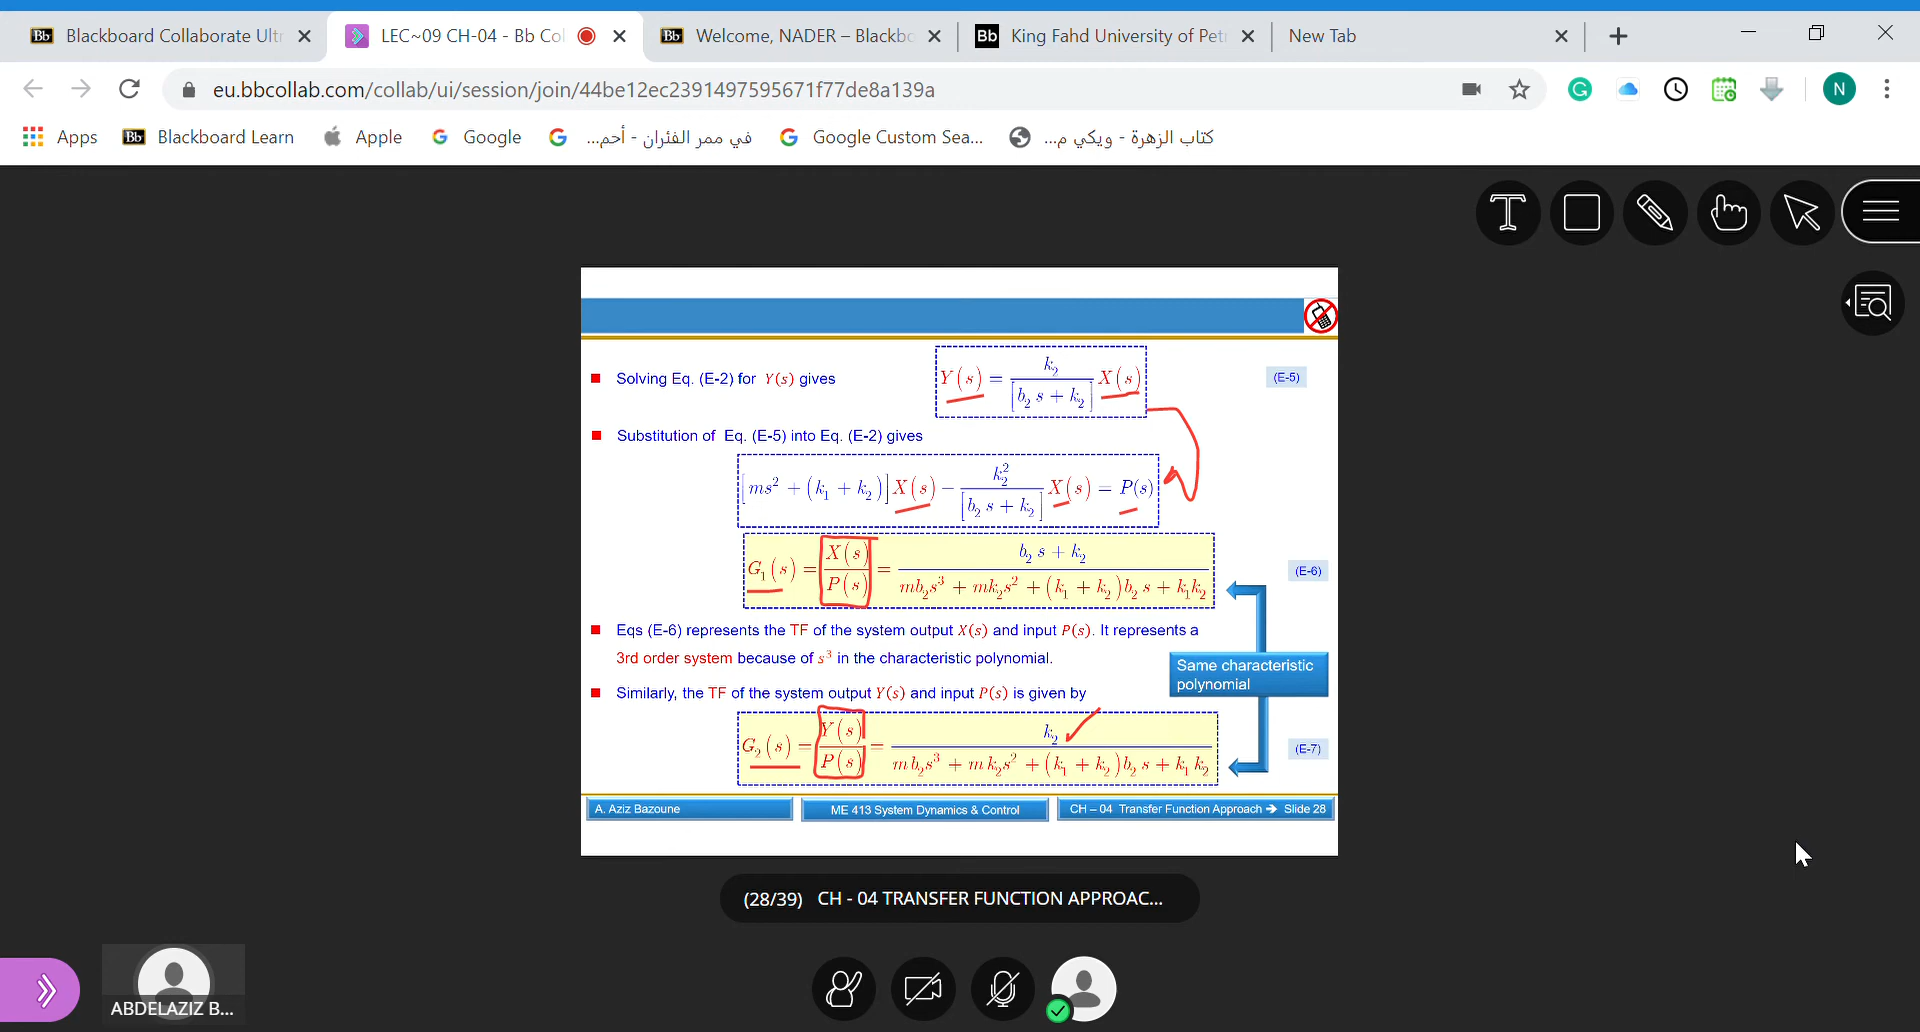 Blackboard Collaborate Ultr
LEC~09 CH-04 - Bb Col
Welcome, NADER – Blackbo
King Fahd University of Petr
New Tab
eu.bbcollab.com/collab/ui/session/join/44be12ec2391497595671f77de8a139a
N
Apps
Blackboard Learn
Apple
Google
في ممر الفئران - أحم...
Google Custom Sea...
كتاب الزهرة - ويكي م...
Solving Eq. (E-2) for Y(s) gives
Y(s) = k₂ / [b₂ s + k₂] X(s)
(E-5)
Substitution of Eq. (E-5) into Eq. (E-2) gives
[ms² + (k₁ + k₂)]X(s) − k₂² / [b₂ s + k₂] X(s) = P(s)
G₁(s) = X(s) / P(s) = b₂ s + k₂ / mb₂s³ + mk₂s² + (k₁ + k₂)b₂ s + k₁k₂
(E-6)
Eqs (E-6) represents the TF of the system output X(s) and input P(s). It represents a
3rd order system because of s³ in the characteristic polynomial.
Same characteristic
polynomial
Similarly, the TF of the system output Y(s) and input P(s) is given by
G₂(s) = Y(s) / P(s) = k₂ / m b₂s³ + m k₂s² + (k₁ + k₂)b₂ s + k₁ k₂
(E-7)
A. Aziz Bazoune
ME 413 System Dynamics & Control
CH – 04 Transfer Function Approach ➔ Slide 28
(28/39) CH - 04 TRANSFER FUNCTION APPROAC...
ABDELAZIZ B...